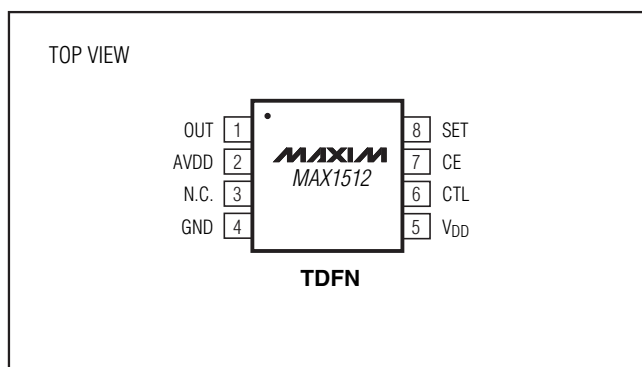 TOP VIEW
OUT 1
AVDD 2
N.C. 3
GND 4
MAXIM
MAX1512
8 SET
7 CE
6 CTL
5 VDD
TDFN